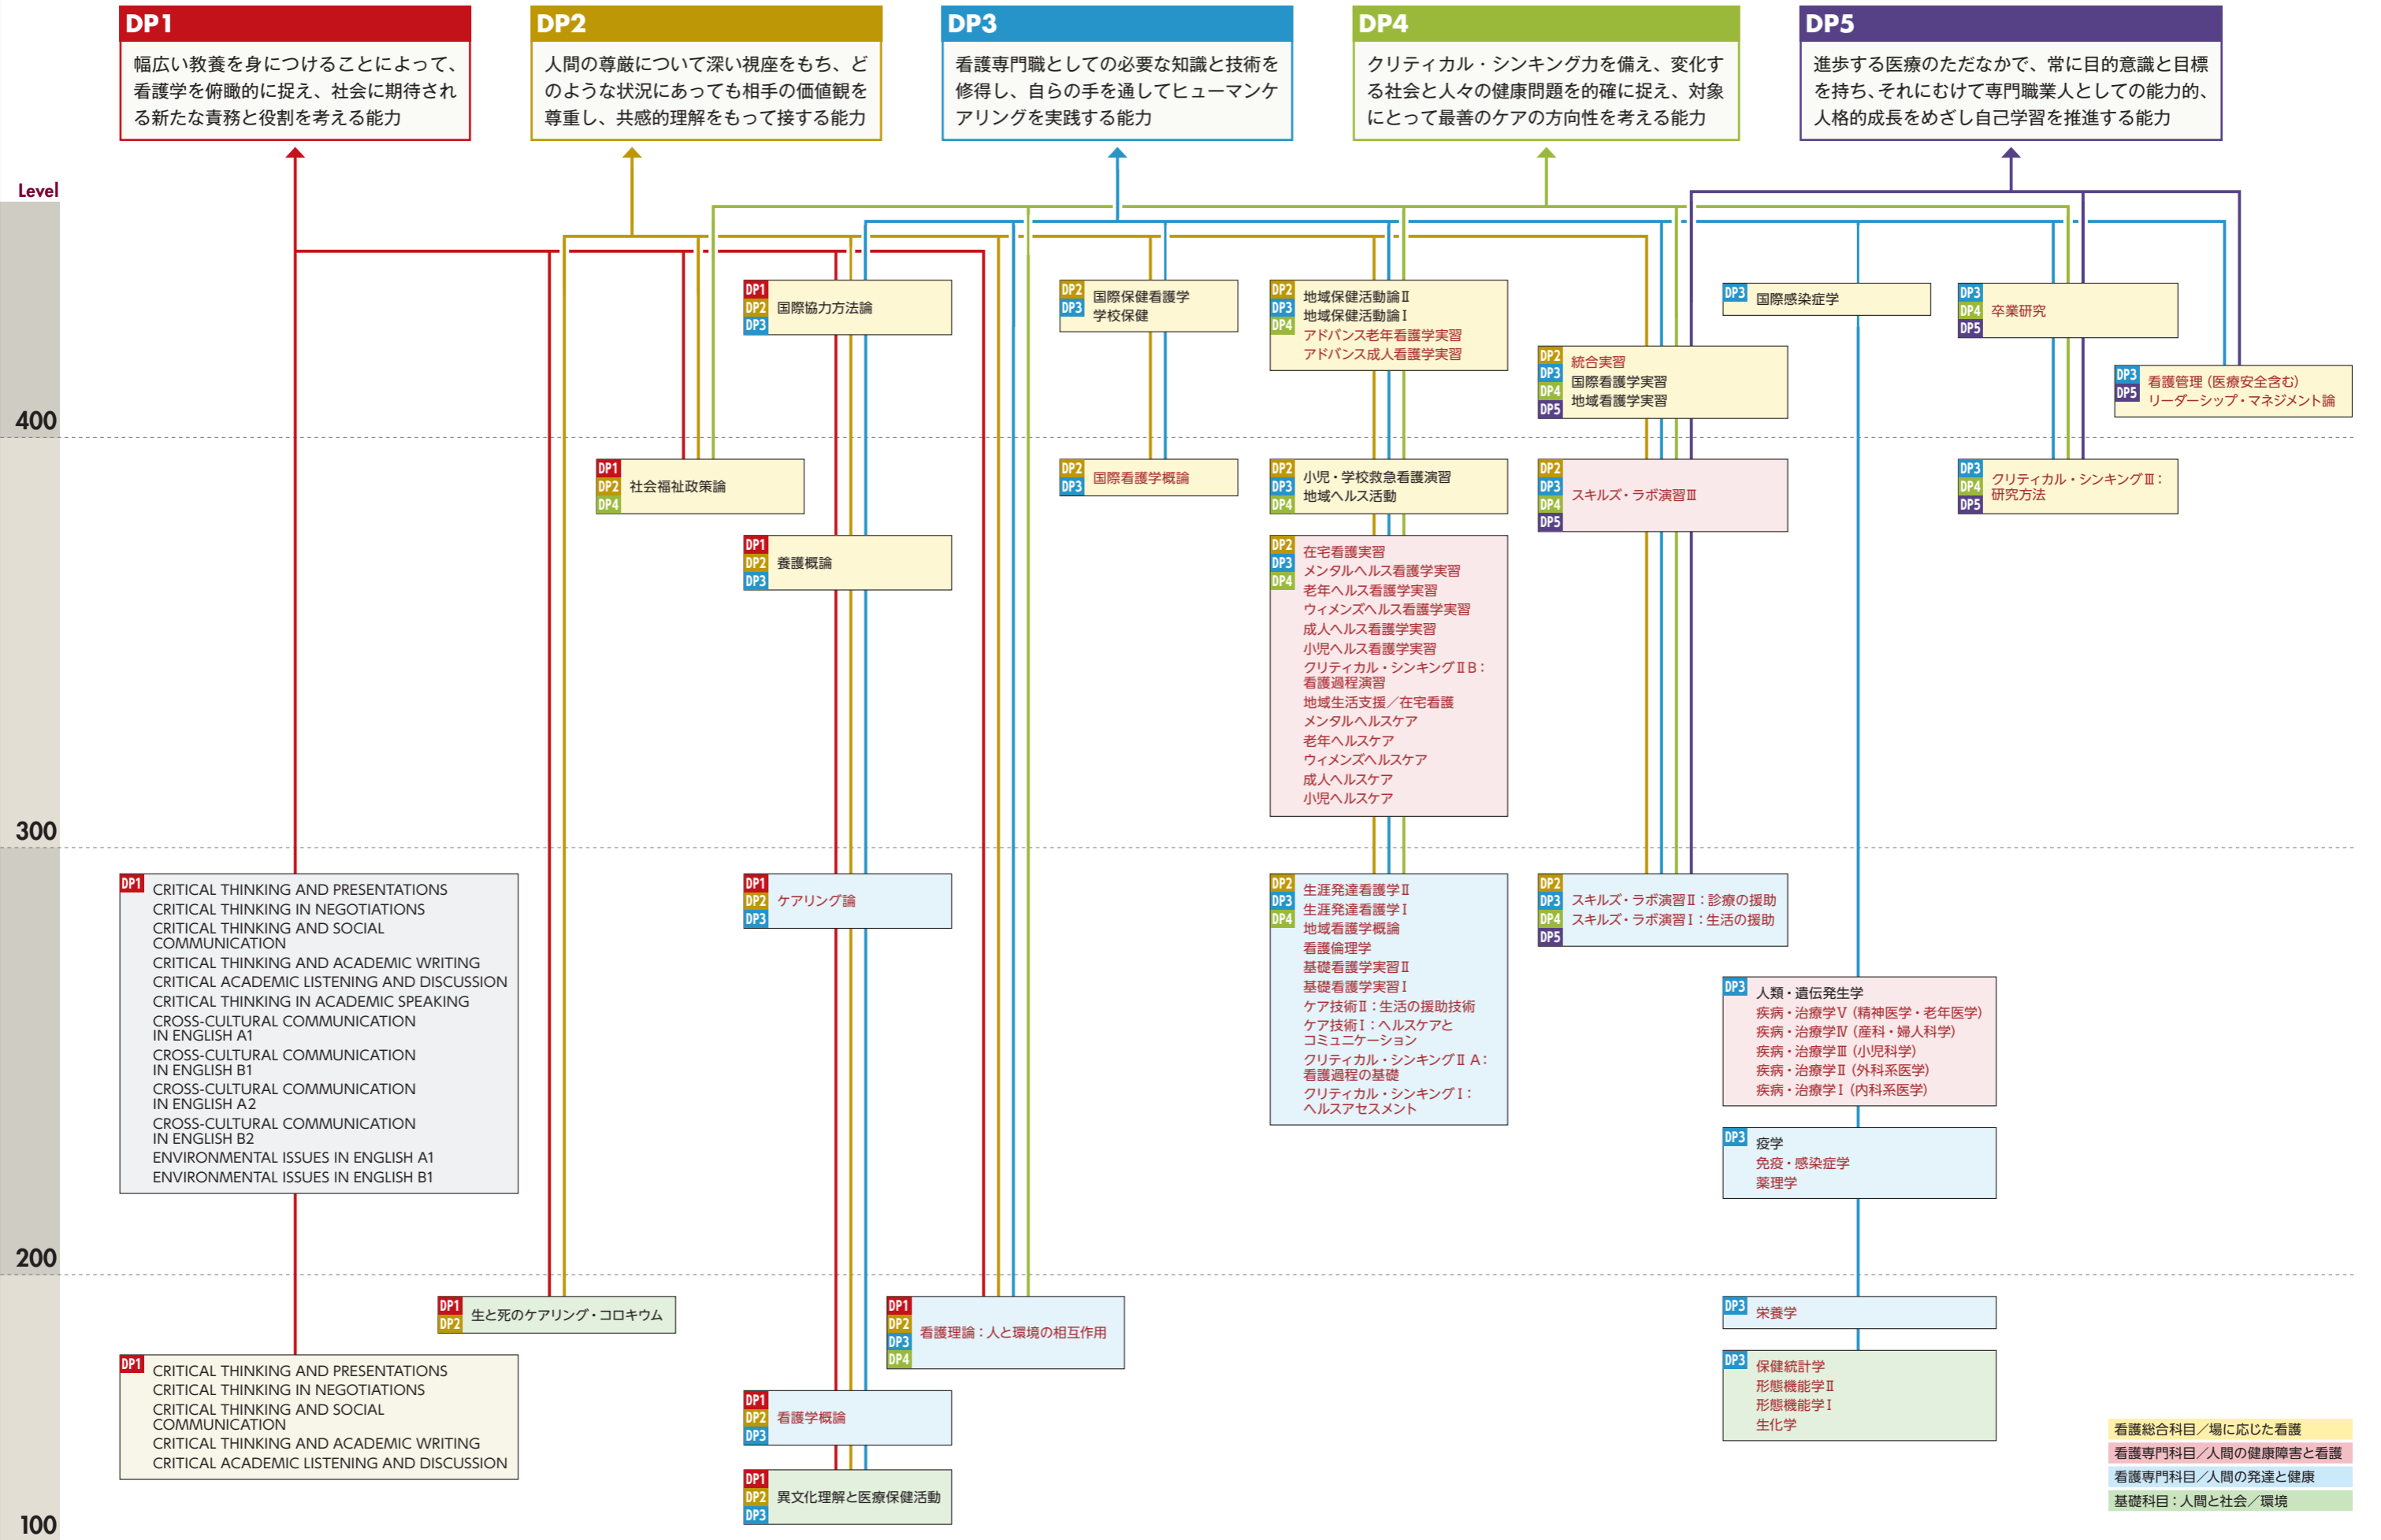 DP1
幅広い教養を身につけることによって、
看護学を俯瞰的に捉え、社会に期待され
る新たな責務と役割を考える能力
DP2
人間の尊厳について深い視座をもち、ど
のような状況にあっても相手の価値観を
尊重し、共感的理解をもって接する能力
DP3
看護専門職としての必要な知識と技術を
修得し、自らの手を通してヒューマンケ
アリングを実践する能力
DP4
クリティカル・シンキング力を備え、変化す
る社会と人々の健康問題を的確に捉え、対象
にとって最善のケアの方向性を考える能力
DP5
進歩する医療のただなかで、常に目的意識と目標
を持ち、それにむけて専門職業人としての能力的、
人格的成長をめざし自己学習を推進する能力
Level
DP1
DP2
DP3
国際協力方法論
DP2
DP3
国際保健看護学
学校保健
DP2
DP3
DP4
地域保健活動論Ⅱ
地域保健活動論Ⅰ
アドバンス老年看護学実習
アドバンス成人看護学実習
DP2
DP3
DP4
DP5
統合実習
国際看護学実習
地域看護学実習
DP3
国際感染症学
DP3
DP4
DP5
卒業研究
DP3
DP5
看護管理（医療安全含む）
リーダーシップ・マネジメント論
400
DP1
DP2
DP4
社会福祉政策論
DP2
DP3
国際看護学概論
DP2
DP3
DP4
小児・学校救急看護演習
地域ヘルス活動
DP2
DP3
DP4
DP5
スキルズ・ラボ演習Ⅲ
DP3
DP4
DP5
クリティカル・シンキングⅢ：
研究方法
DP1
DP2
DP3
養護概論
DP2
DP3
DP4
在宅看護実習
メンタルヘルス看護学実習
老年ヘルス看護学実習
ウィメンズヘルス看護学実習
成人ヘルス看護学実習
小児ヘルス看護学実習
クリティカル・シンキングⅡB：
看護過程演習
地域生活支援／在宅看護
メンタルヘルスケア
老年ヘルスケア
ウィメンズヘルスケア
成人ヘルスケア
小児ヘルスケア
300
DP1
CRITICAL THINKING AND PRESENTATIONS
CRITICAL THINKING IN NEGOTIATIONS
CRITICAL THINKING AND SOCIAL
COMMUNICATION
CRITICAL THINKING AND ACADEMIC WRITING
CRITICAL ACADEMIC LISTENING AND DISCUSSION
CRITICAL THINKING IN ACADEMIC SPEAKING
CROSS-CULTURAL COMMUNICATION
IN ENGLISH A1
CROSS-CULTURAL COMMUNICATION
IN ENGLISH B1
CROSS-CULTURAL COMMUNICATION
IN ENGLISH A2
CROSS-CULTURAL COMMUNICATION
IN ENGLISH B2
ENVIRONMENTAL ISSUES IN ENGLISH A1
ENVIRONMENTAL ISSUES IN ENGLISH B1
DP1
DP2
DP3
ケアリング論
DP2
DP3
DP4
生涯発達看護学Ⅱ
生涯発達看護学Ⅰ
地域看護学概論
看護倫理学
基礎看護学実習Ⅱ
基礎看護学実習Ⅰ
ケア技術Ⅱ：生活の援助技術
ケア技術Ⅰ：ヘルスケアと
コミュニケーション
クリティカル・シンキングⅡ A：
看護過程の基礎
クリティカル・シンキングⅠ：
ヘルスアセスメント
DP2
DP3
DP4
DP5
スキルズ・ラボ演習Ⅱ：診療の援助
スキルズ・ラボ演習Ⅰ：生活の援助
DP3
人類・遺伝発生学
疾病・治療学Ⅴ（精神医学・老年医学）
疾病・治療学Ⅳ（産科・婦人科学）
疾病・治療学Ⅲ（小児科学）
疾病・治療学Ⅱ（外科系医学）
疾病・治療学Ⅰ（内科系医学）
DP3
疫学
免疫・感染症学
薬理学
200
DP1
DP2
生と死のケアリング・コロキウム
DP1
DP2
DP3
DP4
看護理論：人と環境の相互作用
DP3
栄養学
DP1
CRITICAL THINKING AND PRESENTATIONS
CRITICAL THINKING IN NEGOTIATIONS
CRITICAL THINKING AND SOCIAL
COMMUNICATION
CRITICAL THINKING AND ACADEMIC WRITING
CRITICAL ACADEMIC LISTENING AND DISCUSSION
DP1
DP2
DP3
看護学概論
DP3
保健統計学
形態機能学Ⅱ
形態機能学Ⅰ
生化学
DP1
DP2
DP3
異文化理解と医療保健活動
看護総合科目／場に応じた看護
看護専門科目／人間の健康障害と看護
看護専門科目／人間の発達と健康
基礎科目：人間と社会／環境
100